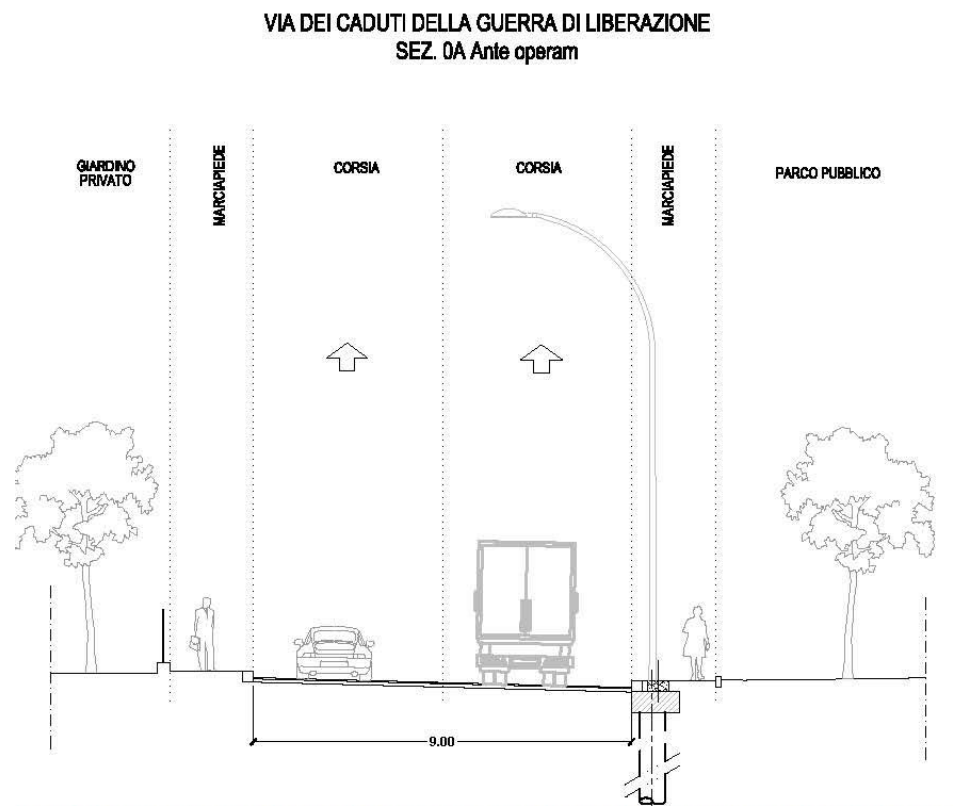 VIA DEI CADUTI DELLA GUERRA DI LIBERAZIONE
SEZ. 0A Ante operam
GIARDINO
PRIVATO
MARCIAPIEDE
CORSIA
CORSIA
MARCIAPIEDE
PARCO PUBBLICO
9.00